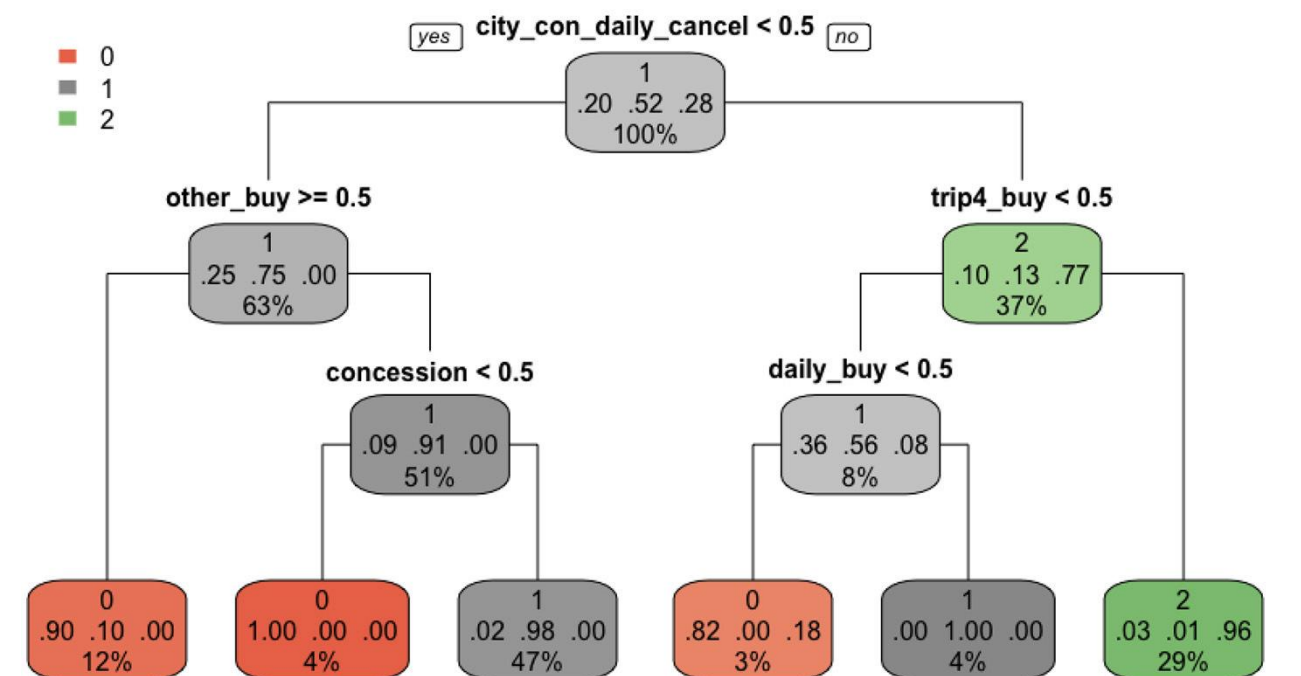 yes city_con_daily_cancel < 0.5 no
0
1
2
1
.20 .52 .28
100%
other_buy >= 0.5
trip4_buy < 0.5
1
.25 .75 .00
63%
2
.10 .13 .77
37%
concession < 0.5
daily_buy < 0.5
1
.09 .91 .00
51%
1
.36 .56 .08
8%
0
.90 .10 .00
12%
0
1.00 .00 .00
4%
1
.02 .98 .00
47%
0
.82 .00 .18
3%
1
.00 1.00 .00
4%
2
.03 .01 .96
29%